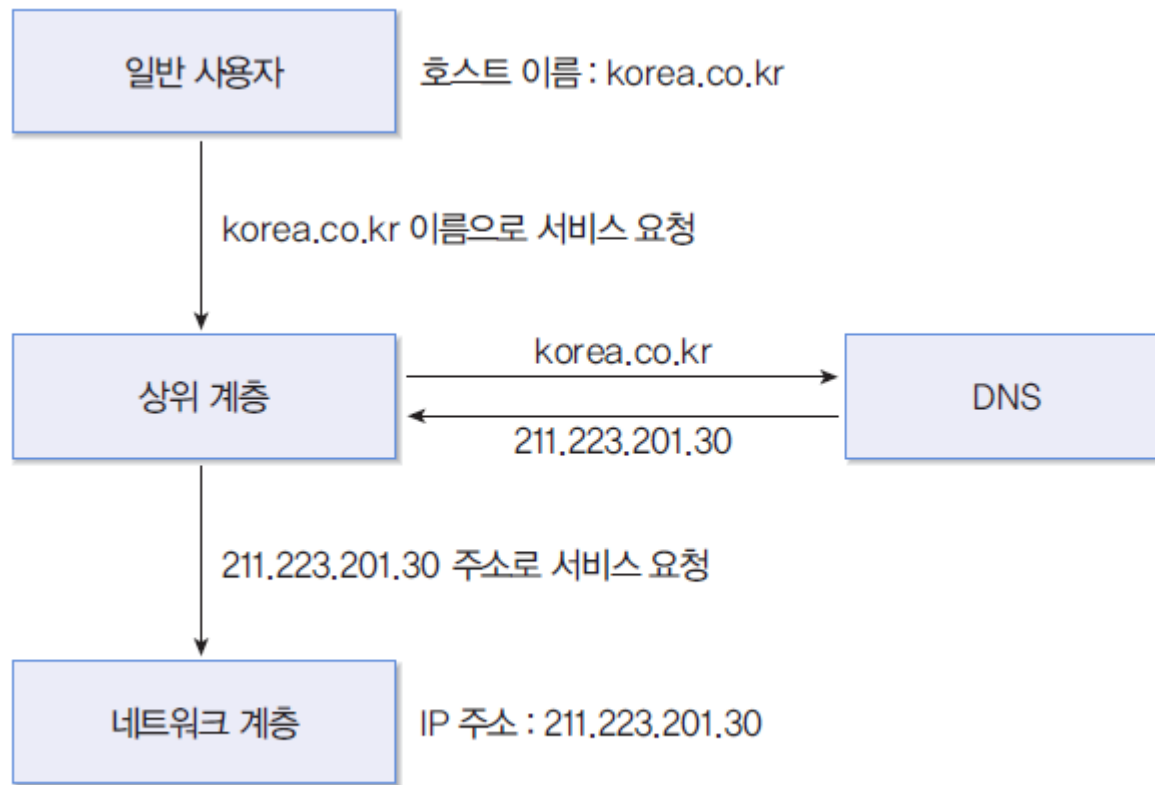 일반 사용자
호스트 이름 : korea.co.kr
korea.co.kr 이름으로 서비스 요청
상위 계층
korea.co.kr
DNS
211.223.201.30
211.223.201.30 주소로 서비스 요청
네트워크 계층
IP 주소 : 211.223.201.30